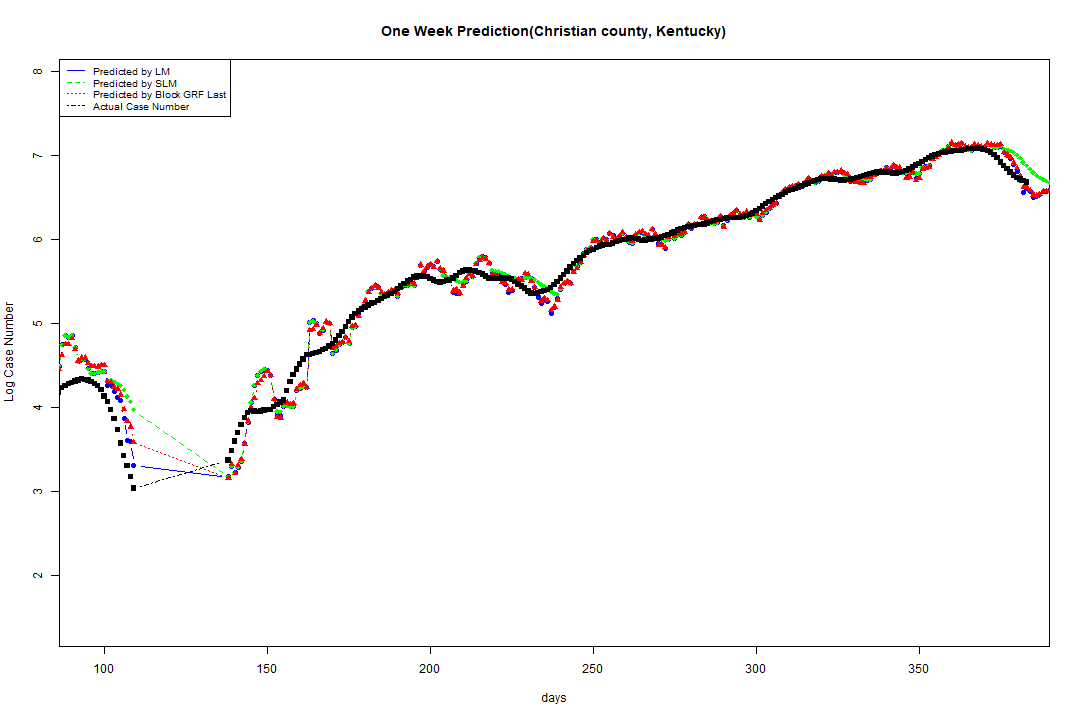 One Week Prediction(Christian county, Kentucky)
Predicted by LM
Predicted by SLM
Predicted by Block GRF Last
Actual Case Number
8
7
6
5
4
3
2
Log Case Number
100 150 200 250 300 350
days